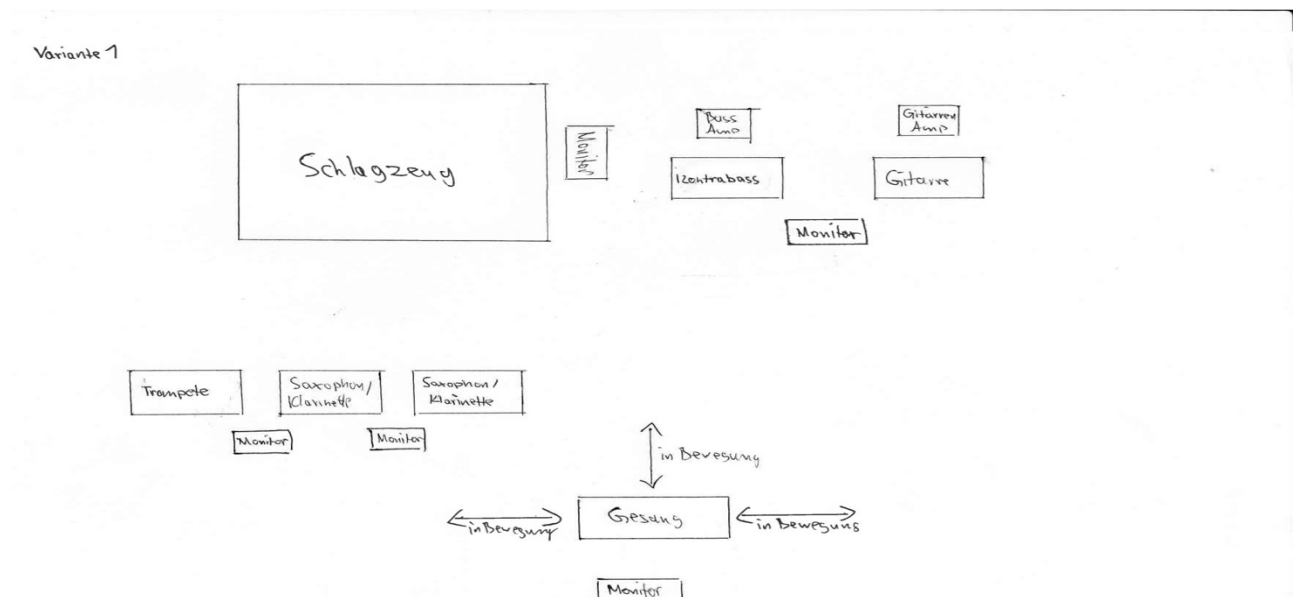 Variante 1
Schlagzeug
Monitor
Bass
Amp
Gitarren
Amp
Kontrabass
Gitarre
Monitor
Trompete
Saxophon/
Klarinette
Saxophon/
Klarinette
Monitor
Monitor
in Bewegung
in Bewegung
Gesang
in Bewegung
Monitor